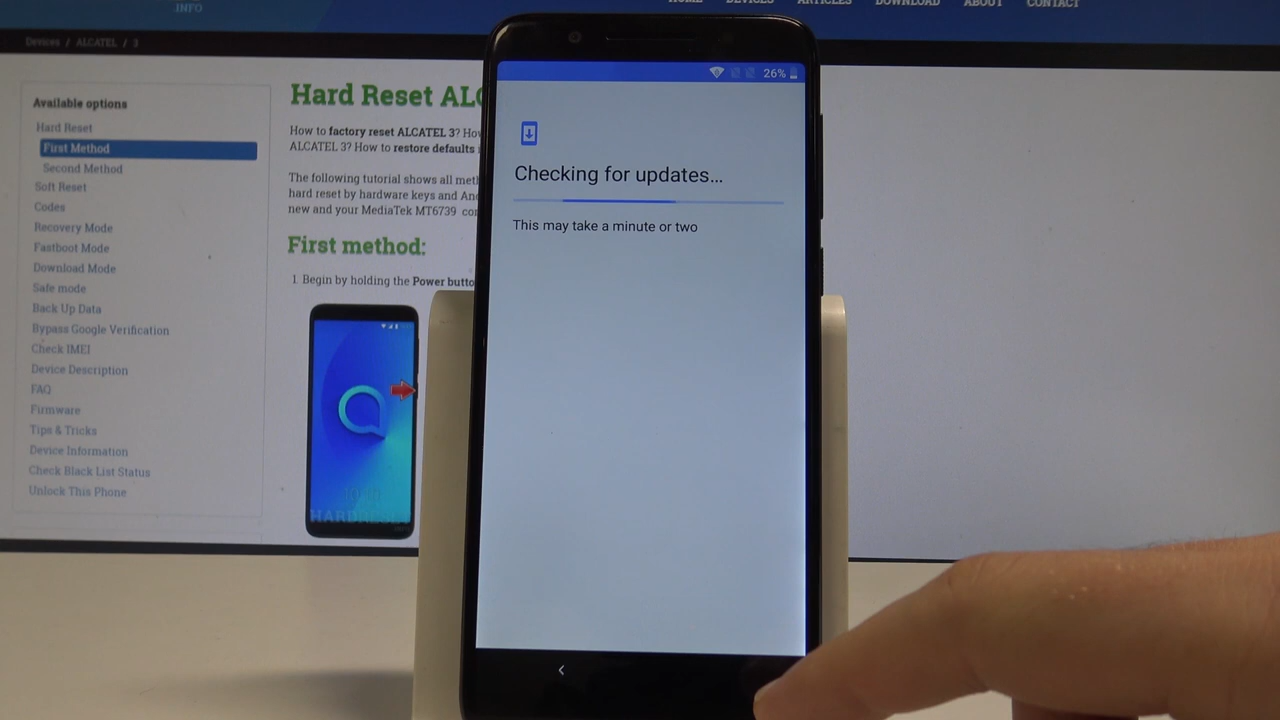 .INFO
HOME DEVICES ARTICLES DOWNLOAD ABOUT CONTACT
Devices / ALCATEL / 3
Available options
Hard Reset
First Method
Second Method
Soft Reset
Codes
Recovery Mode
Fastboot Mode
Download Mode
Safe mode
Back Up Data
Bypass Google Verification
Check IMEI
Device Description
FAQ
Firmware
Tips & Tricks
Device Information
Check Black List Status
Unlock This Phone
Hard Reset ALC
How to factory reset ALCATEL 3? How
ALCATEL 3? How to restore defaults
The following tutorial shows all met
hard reset by hardware keys and An
new and your MediaTek MT6739 co
First method:
1. Begin by holding the Power butto
26%
Checking for updates…
This may take a minute or two